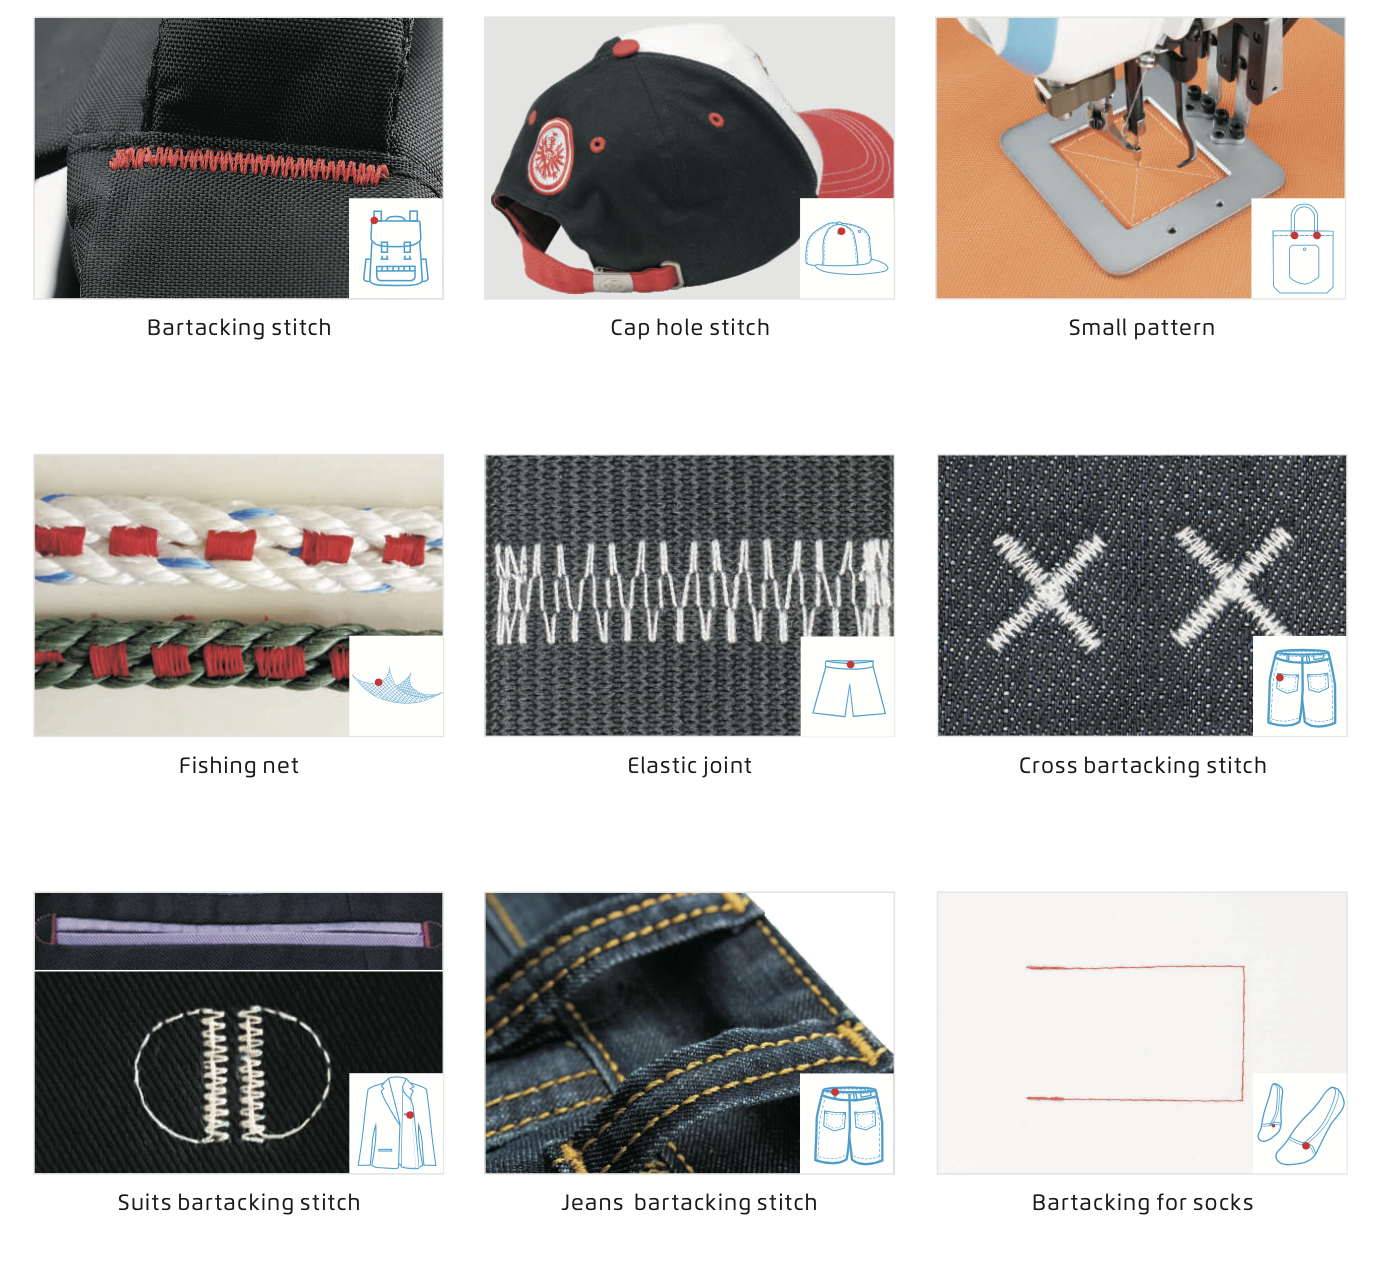 Bartacking stitch
Cap hole stitch
Small pattern
Fishing net
Elastic joint
Cross bartacking stitch
Suits bartacking stitch
Jeans bartacking stitch
Bartacking for socks